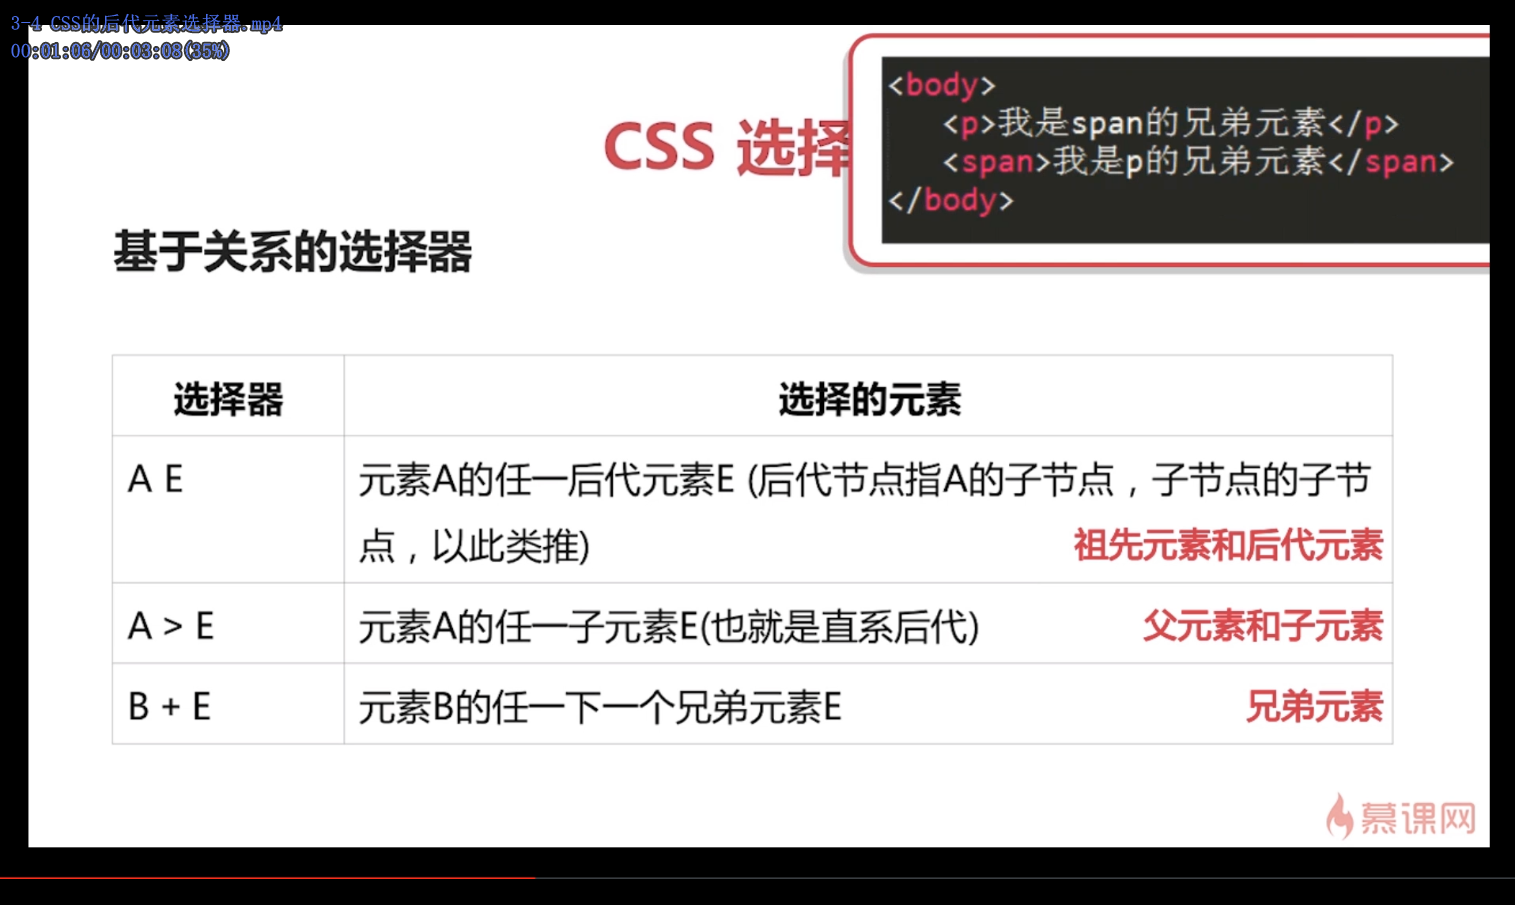 3-4 CSS的后代元素选择器.mp4
00:01:06/00:03:08(35%)
<body>
<p>我是span的兄弟元素</p>
<span>我是p的兄弟元素</span>
</body>
CSS 选择
基于关系的选择器
选择器 选择的元素
A E 元素A的任一后代元素E (后代节点指A的子节点，子节点的子节
点，以此类推) 祖先元素和后代元素
A > E 元素A的任一子元素E(也就是直系后代) 父元素和子元素
B + E 元素B的任一下一个兄弟元素E 兄弟元素
慕课网